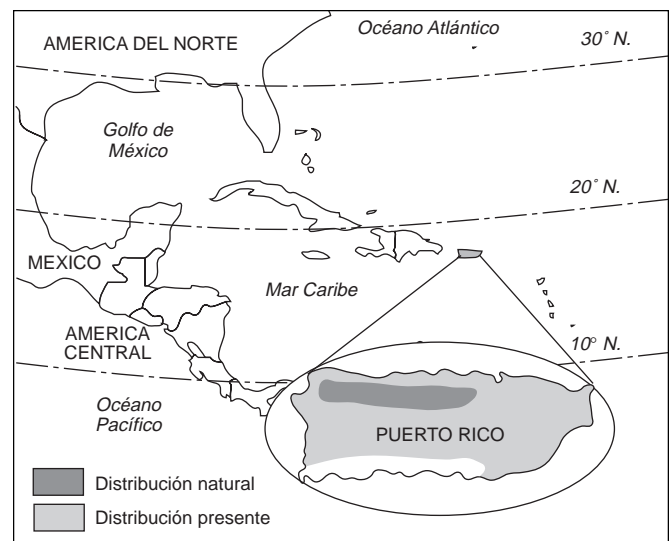 AMERICA DEL NORTE
Océano Atlántico
30° N.
Golfo de
México
20° N.
MEXICO
Mar Caribe
AMERICA
CENTRAL
10° N.
Océano
Pacífico
PUERTO RICO
Distribución natural
Distribución presente